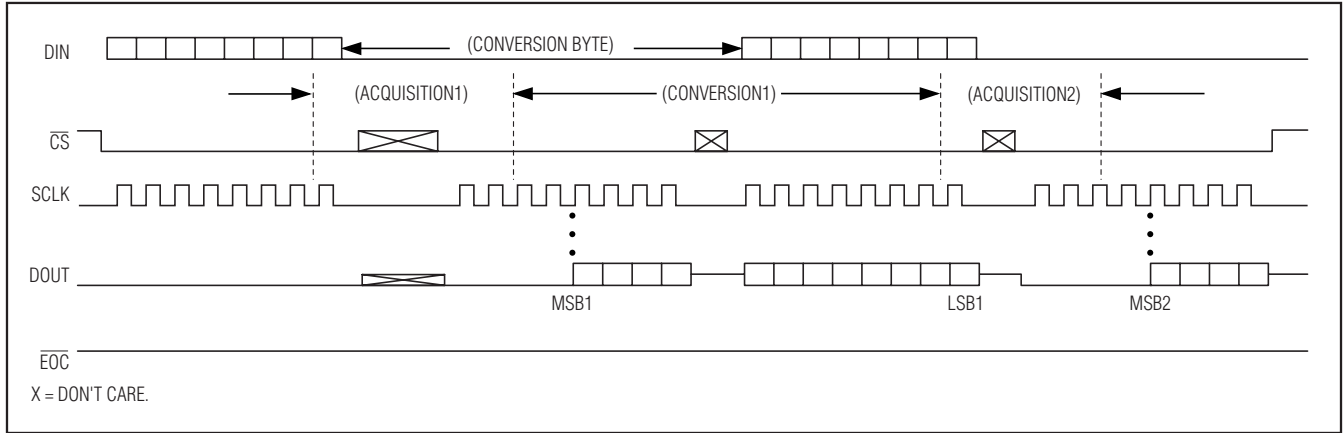 DIN
(CONVERSION BYTE)
(ACQUISITION1)
(CONVERSION1)
(ACQUISITION2)
CS
SCLK
DOUT
MSB1
LSB1
MSB2
EOC
X = DON'T CARE.